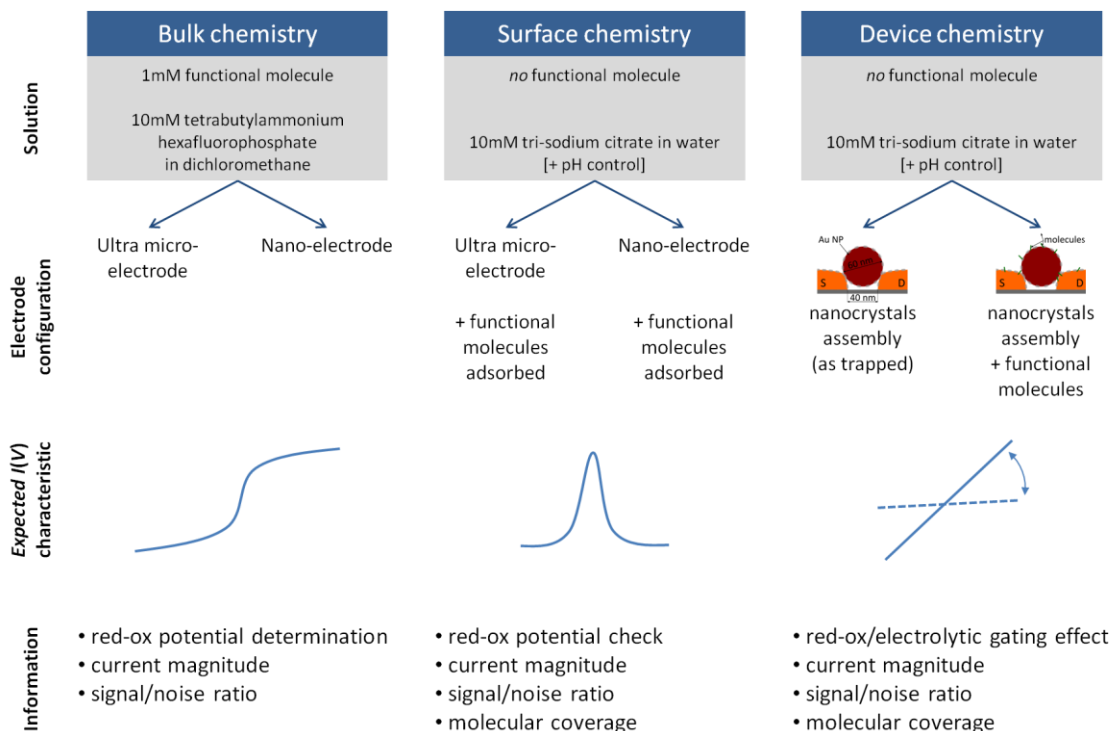 Bulk chemistry
Surface chemistry
Device chemistry
Solution
1mM functional molecule
10mM tetrabutylammonium
hexafluorophosphate
in dichloromethane
no functional molecule
10mM tri-sodium citrate in water
[+ pH control]
no functional molecule
10mM tri-sodium citrate in water
[+ pH control]
Electrode
configuration
Ultra micro-
electrode
Nano-electrode
Ultra micro-
electrode
+ functional
molecules
adsorbed
Nano-electrode
+ functional
molecules
adsorbed
Au NP
60 nm
S
D
40 nm
nanocrystals
assembly
(as trapped)
molecules
S
D
nanocrystals
assembly
+ functional
molecules
Expected I(V)
characteristic
Information
• red-ox potential determination
• current magnitude
• signal/noise ratio
• red-ox potential check
• current magnitude
• signal/noise ratio
• molecular coverage
• red-ox/electrolytic gating effect
• current magnitude
• signal/noise ratio
• molecular coverage